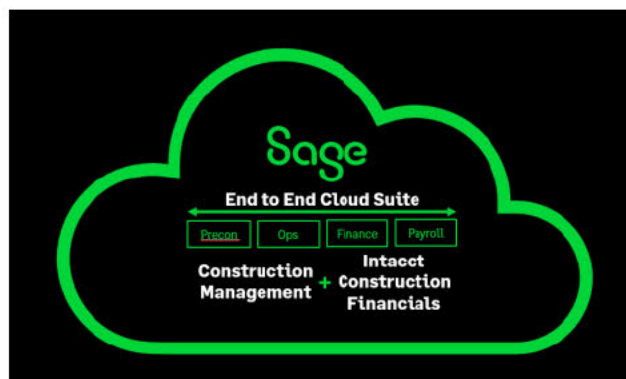 Sage
End to End Cloud Suite
Precon Ops Finance Payroll
Construction Management + Intacct Construction Financials